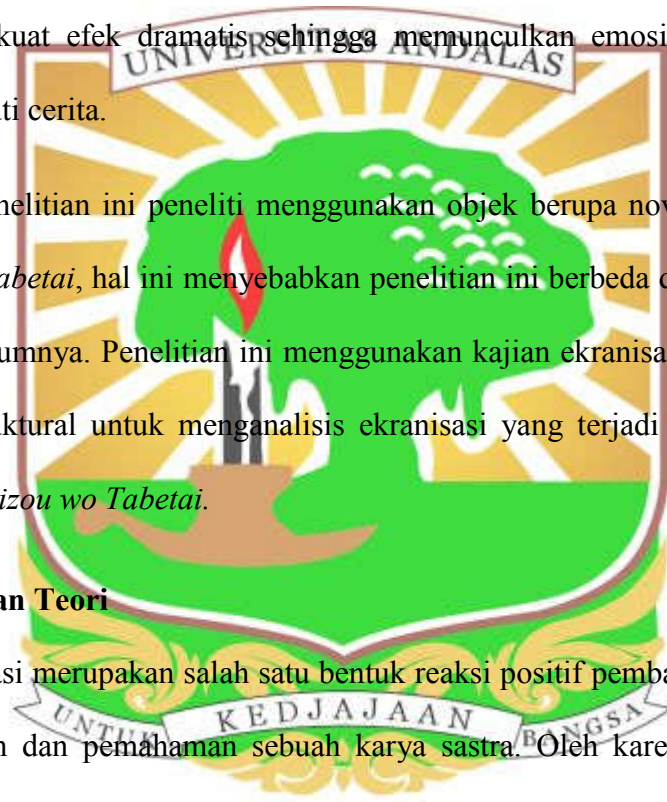 kuat efek dramatis sehingga memunculkan emosi
UNIVERSITAS ANDALAS
ti cerita.
nelitian ini peneliti menggunakan objek berupa nov
abetai, hal ini menyebabkan penelitian ini berbeda
umnya. Penelitian ini menggunakan kajian ekranisa
ktural untuk menganalisis ekranisasi yang terjadi
izou wo Tabetai.
an Teori
asi merupakan salah satu bentuk reaksi positif pemba
UNTUK KEDJAJAAN BANGSA
n dan pemahaman sebuah karya sastra. Oleh kare